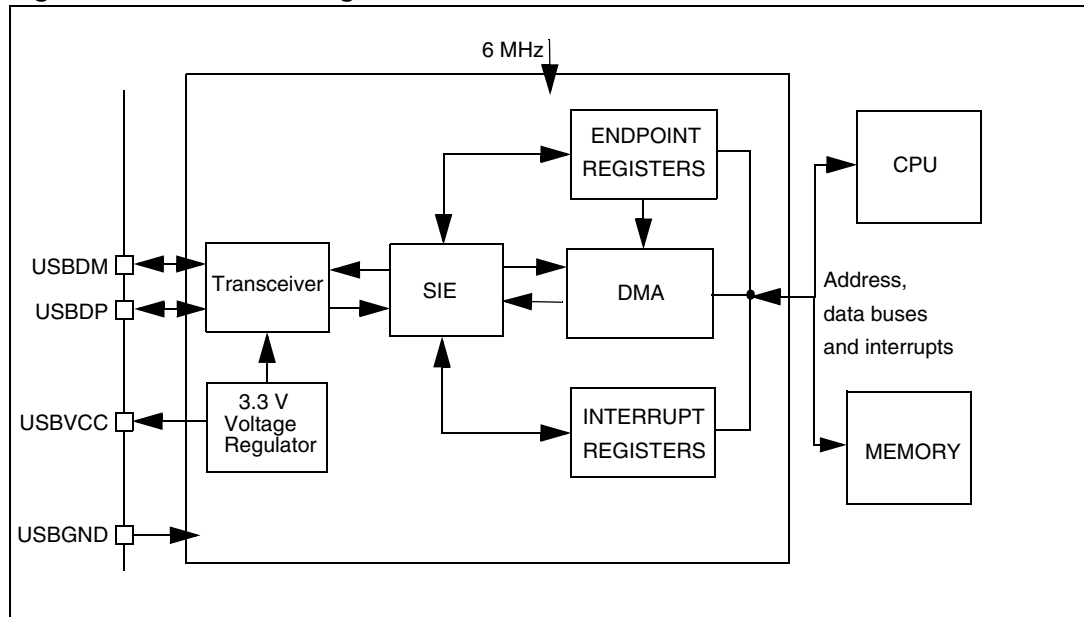 6 MHz
ENDPOINT
REGISTERS
CPU
USBDM
USBDP
Transceiver
SIE
DMA
Address,
data buses
and interrupts
USBVCC
3.3 V
Voltage
Regulator
INTERRUPT
REGISTERS
MEMORY
USBGND